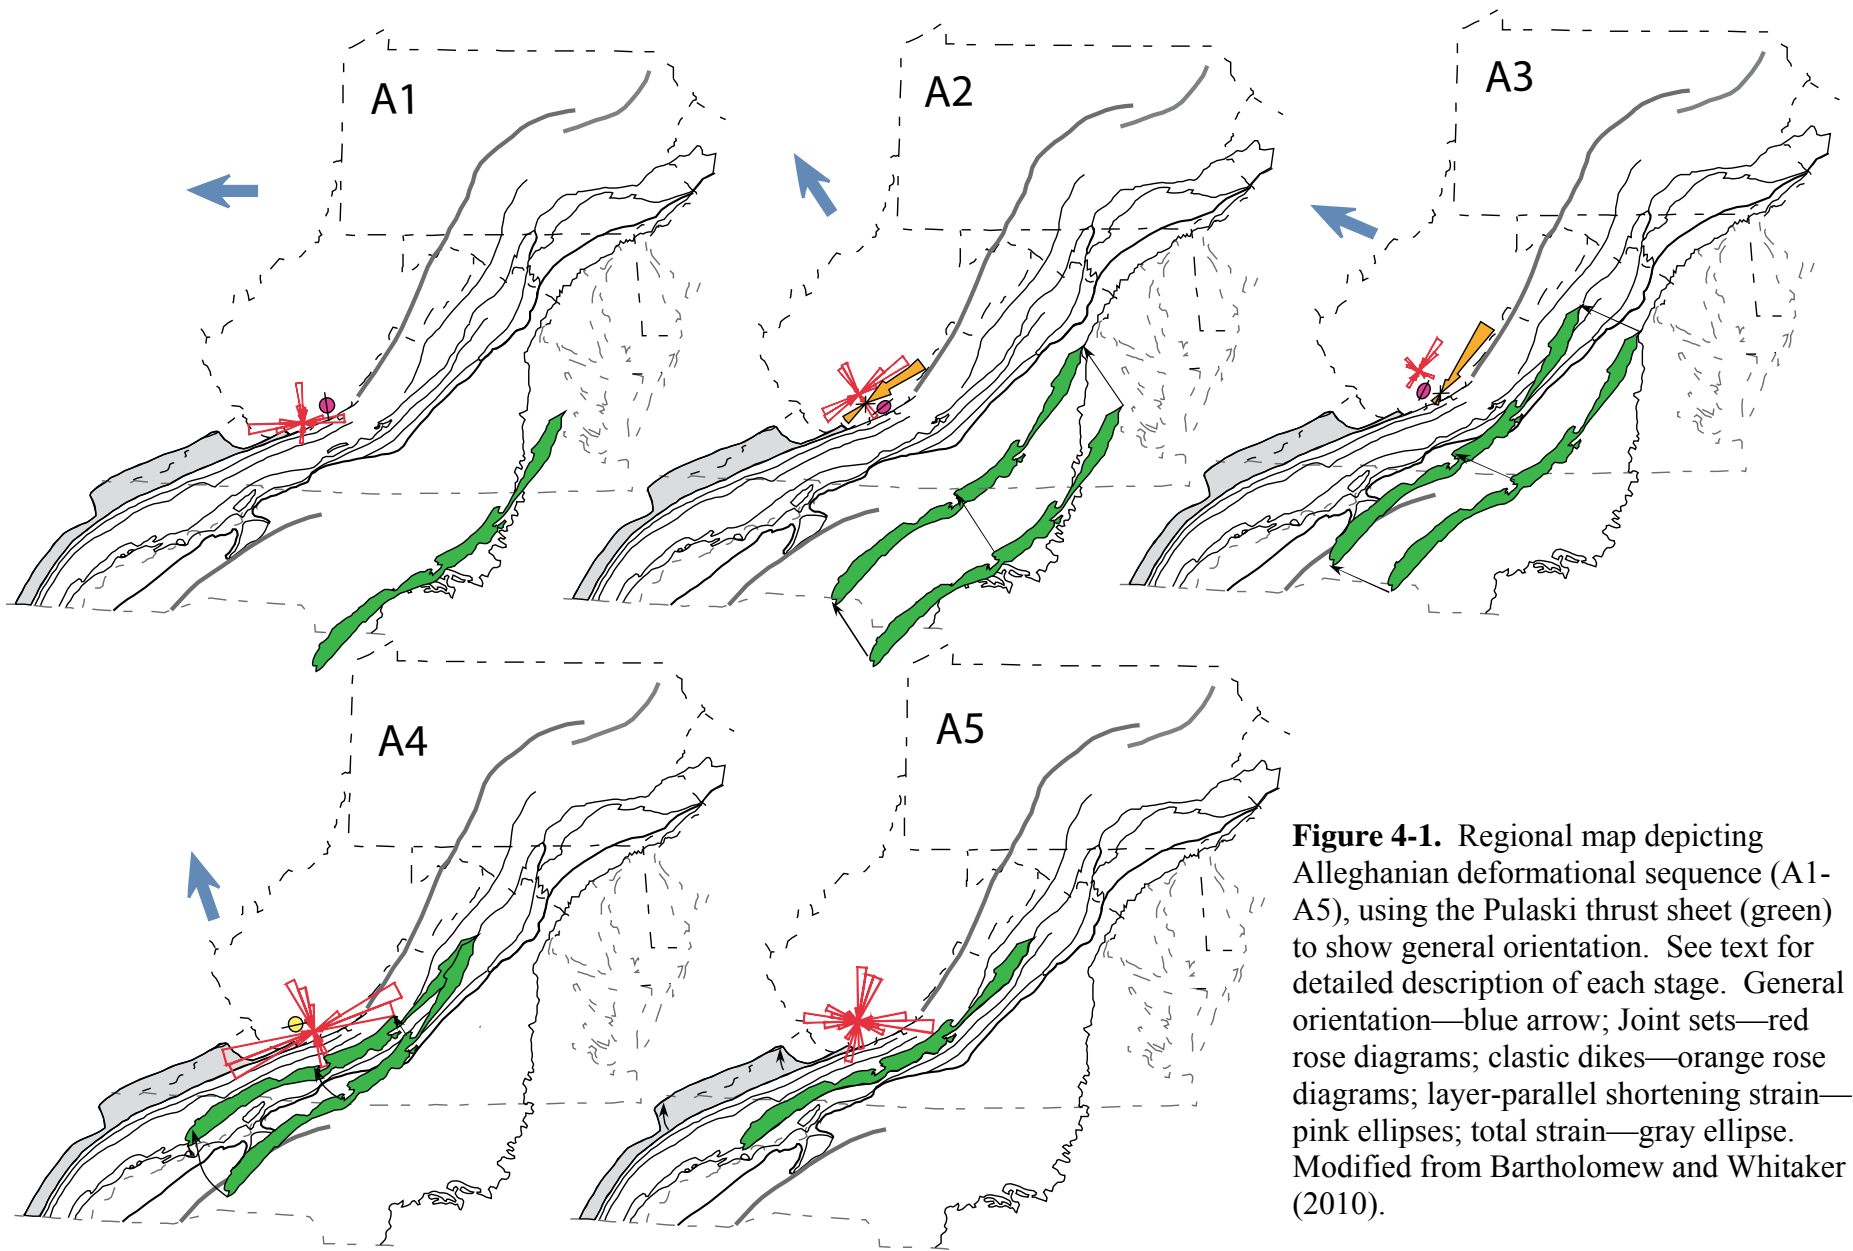 A1
A2
A3
A4
A5
Figure 4-1. Regional map depicting
Alleghanian deformational sequence (A1-
A5), using the Pulaski thrust sheet (green)
to show general orientation. See text for
detailed description of each stage. General
orientation—blue arrow; Joint sets—red
rose diagrams; clastic dikes—orange rose
diagrams; layer-parallel shortening strain—
pink ellipses; total strain—gray ellipse.
Modified from Bartholomew and Whitaker
(2010).